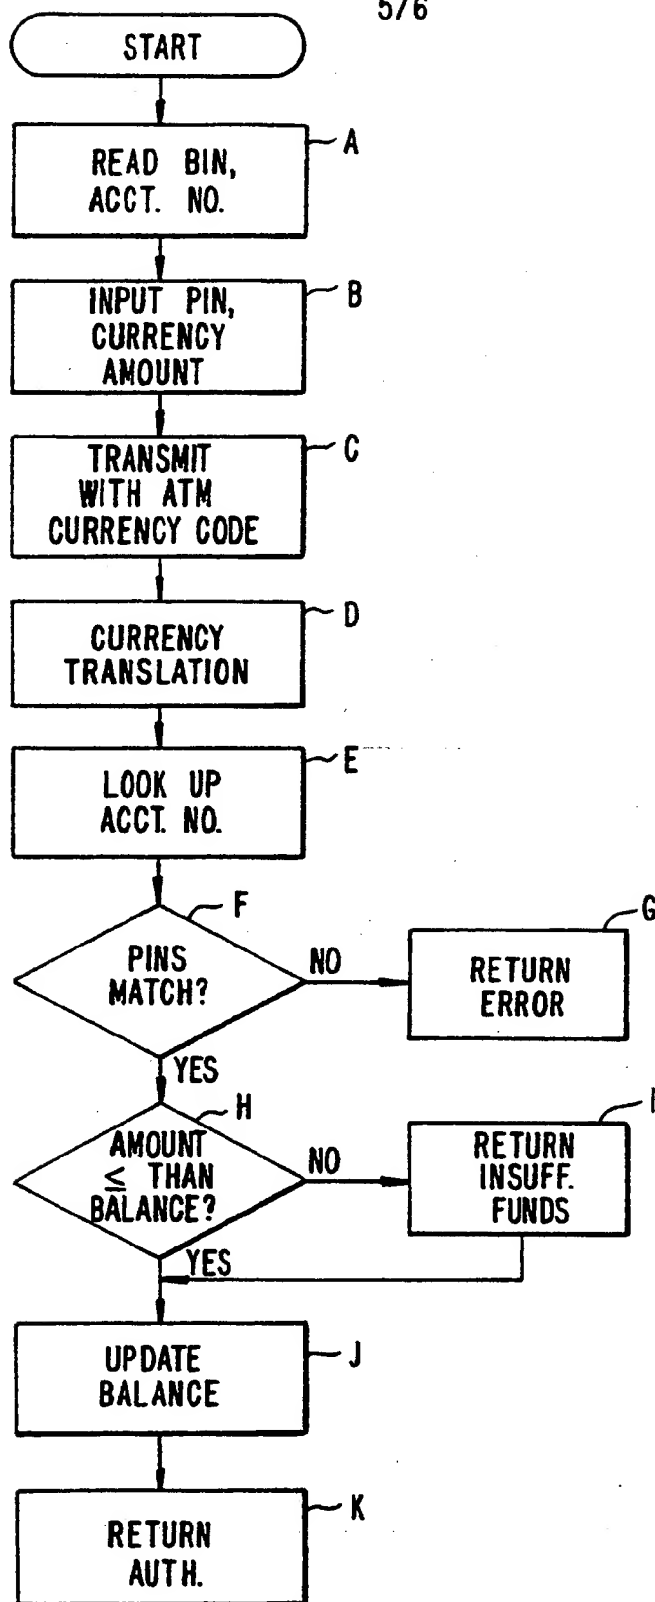 5/6
START
A
READ BIN,
ACCT. NO.
B
INPUT PIN,
CURRENCY
AMOUNT
C
TRANSMIT
WITH ATM
CURRENCY CODE
D
CURRENCY
TRANSLATION
E
LOOK UP
ACCT. NO.
F
PINS
MATCH?
NO
G
RETURN
ERROR
YES
H
AMOUNT
≤ THAN
BALANCE?
NO
I
RETURN
INSUFF.
FUNDS
YES
J
UPDATE
BALANCE
K
RETURN
AUTH.